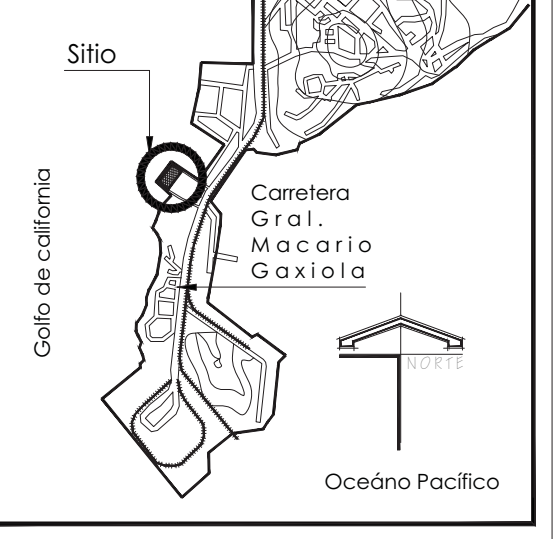 Sitio
Golfo de california
Carretera
Gral.
Macario
Gaxiola
NORTE
Oceáno Pacífico